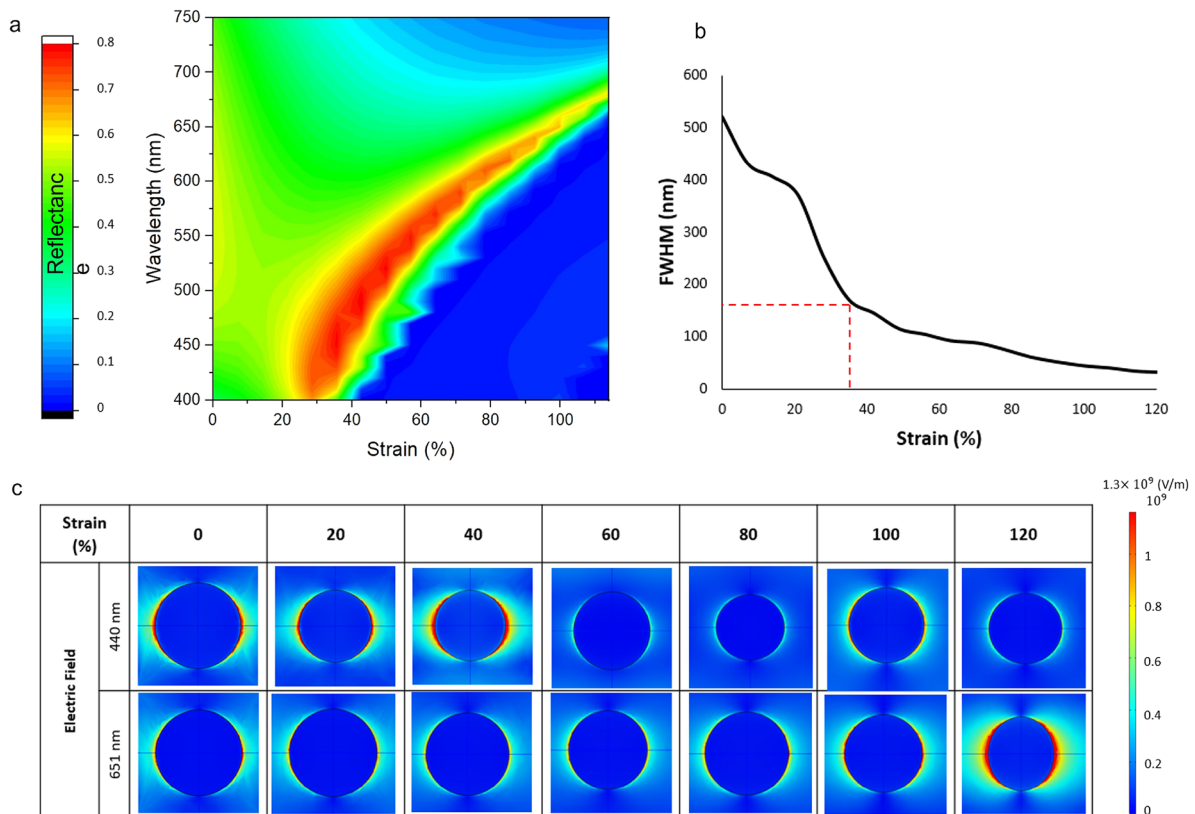 a
Reflectanc
e
0.8
0.7
0.6
0.5
0.4
0.3
0.2
0.1
0
Wavelength (nm)
750
700
650
600
550
500
450
400
0 20 40 60 80 100
Strain (%)
b
FWHM (nm)
600
500
400
300
200
100
0
0 20 40 60 80 100 120
Strain (%)
c
Strain (%) 0 20 40 60 80 100 120
Electric Field
440 nm
651 nm
1.3× 10⁹ (V/m)
10⁹
1
0.8
0.6
0.4
0.2
0